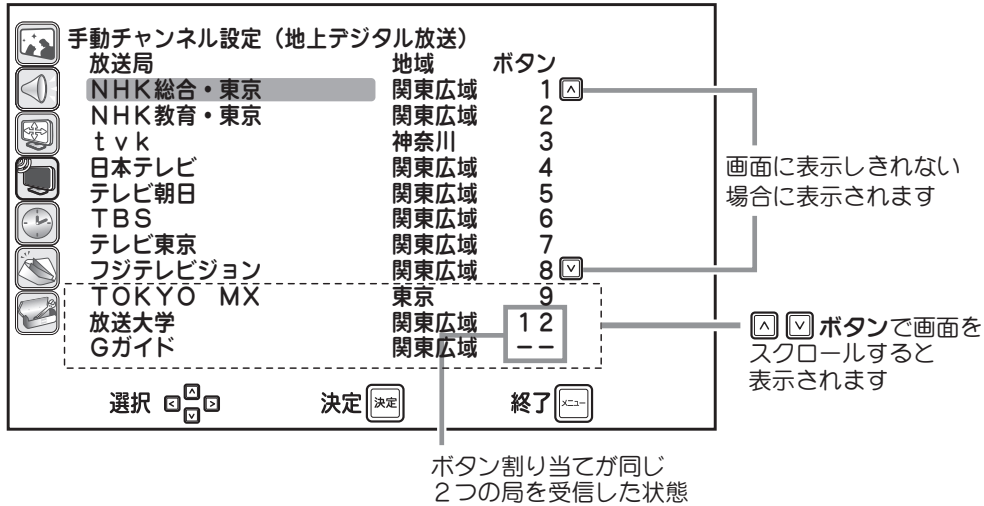 手動チャンネル設定（地上デジタル放送）
放送局 地域 ボタン
ＮＨＫ総合・東京 関東広域 1
ＮＨＫ教育・東京 関東広域 2
ｔｖｋ 神奈川 3
日本テレビ 関東広域 4
テレビ朝日 関東広域 5
ＴＢＳ 関東広域 6
テレビ東京 関東広域 7
フジテレビジョン 関東広域 8
ＴＯＫＹＯ　ＭＸ 東京 9
放送大学 関東広域 １２
Ｇガイド 関東広域 −−
選択 決定 決定 終了 メニュー
画面に表示しきれない
場合に表示されます
ボタンで画面を
スクロールすると
表示されます
ボタン割り当てが同じ
２つの局を受信した状態